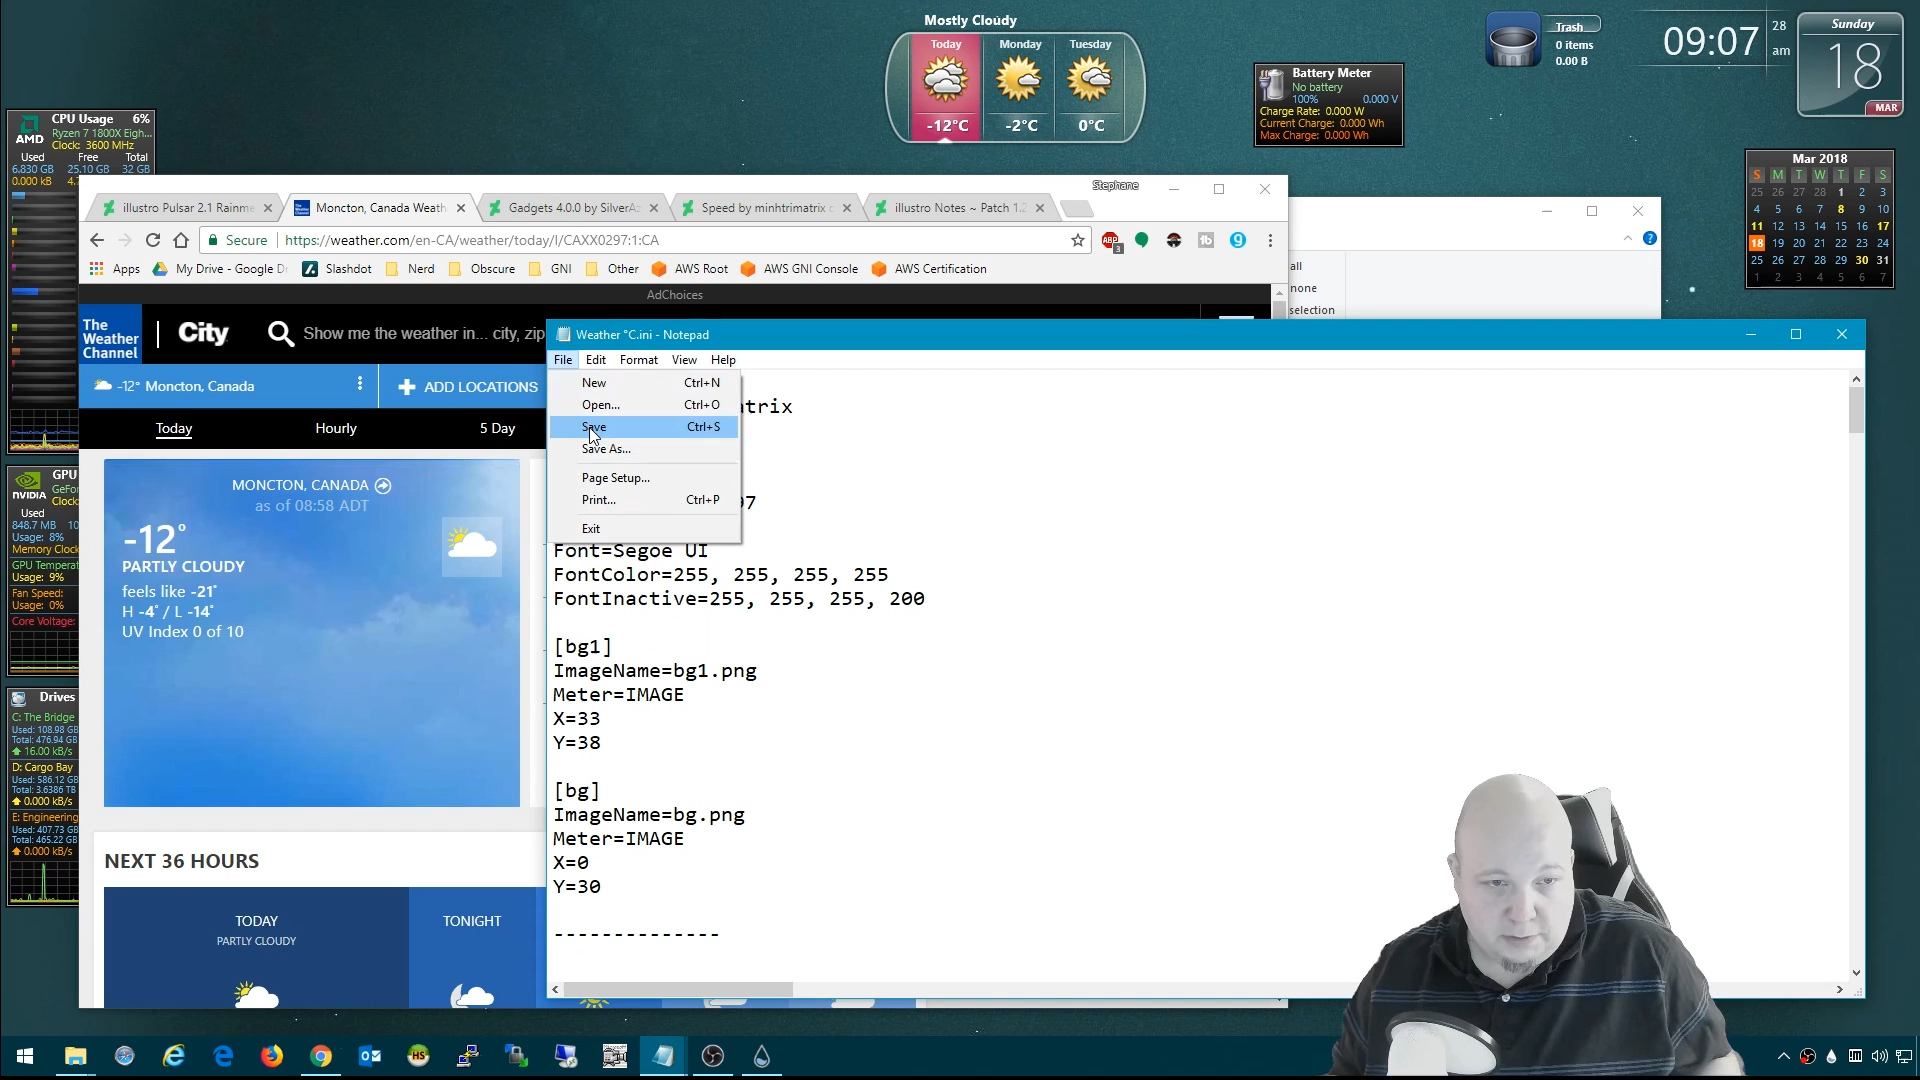 Mostly Cloudy
Today
Monday
Tuesday
-12°C
-2°C
0°C
Battery Meter
No battery
100%
0.000 V
Charge Rate: 0.000 W
Current Charge: 0.000 Wh
Max Charge: 0.000 Wh
Trash
0 items
0.00 B
09:07
28
am
Sunday
18
MAR
Mar 2018
S M T W T F S
25 26 27 28 1 2 3
4 5 6 7 8 9 10
11 12 13 14 15 16 17
18 19 20 21 22 23 24
25 26 27 28 29 30 31
1 2 3 4 5 6 7
AMD
CPU Usage 6%
Ryzen 7 1800X Eigh...
Clock: 3600 MHz
Used Free Total
6.830 GB 25.10 GB 32 GB
0.000 kB 4.7
NVIDIA
GPU
GeFor
Clock:
Used
848.7 MB 10
Usage: 8%
Memory Clock
GPU Temperat
Usage: 9%
Fan Speed:
Usage: 0%
Core Voltage:
Drives
C: The Bridge
Used: 108.98 GB
Total: 476.94 GB
16.00 kB/s
D: Cargo Bay
Used: 586.12 GB
Total: 3.6386 TB
0.000 kB/s
E: Engineering
Used: 407.73 GB
Total: 465.22 GB
0.000 kB/s
Stephane
illustro Pulsar 2.1 Rainme
Moncton, Canada Weath
Gadgets 4.0.0 by SilverAz
Speed by minhtrimatrix o
illustro Notes ~ Patch 1.2
Secure
https://weather.com/en-CA/weather/today/l/CAXX0297:1:CA
ABP
3
Apps
My Drive - Google Dr
Slashdot
Nerd
Obscure
GNI
Other
AWS Root
AWS GNI Console
AWS Certification
all
none
selection
AdChoices
The
Weather
Channel
City
Show me the weather in... city, zip
-12° Moncton, Canada
ADD LOCATIONS
Today
Hourly
5 Day
MONCTON, CANADA
as of 08:58 ADT
-12°
PARTLY CLOUDY
feels like -21°
H -4° / L -14°
UV Index 0 of 10
NEXT 36 HOURS
TODAY
PARTLY CLOUDY
TONIGHT
Weather °C.ini - Notepad
File Edit Format View Help
New Ctrl+N
Open... Ctrl+O
Save Ctrl+S
Save As...
Page Setup...
Print... Ctrl+P
Exit
atrix
97
Font=Segoe UI
FontColor=255, 255, 255, 255
FontInactive=255, 255, 255, 200
[bg1]
ImageName=bg1.png
Meter=IMAGE
X=33
Y=38
[bg]
ImageName=bg.png
Meter=IMAGE
X=0
Y=30
--------------
HS